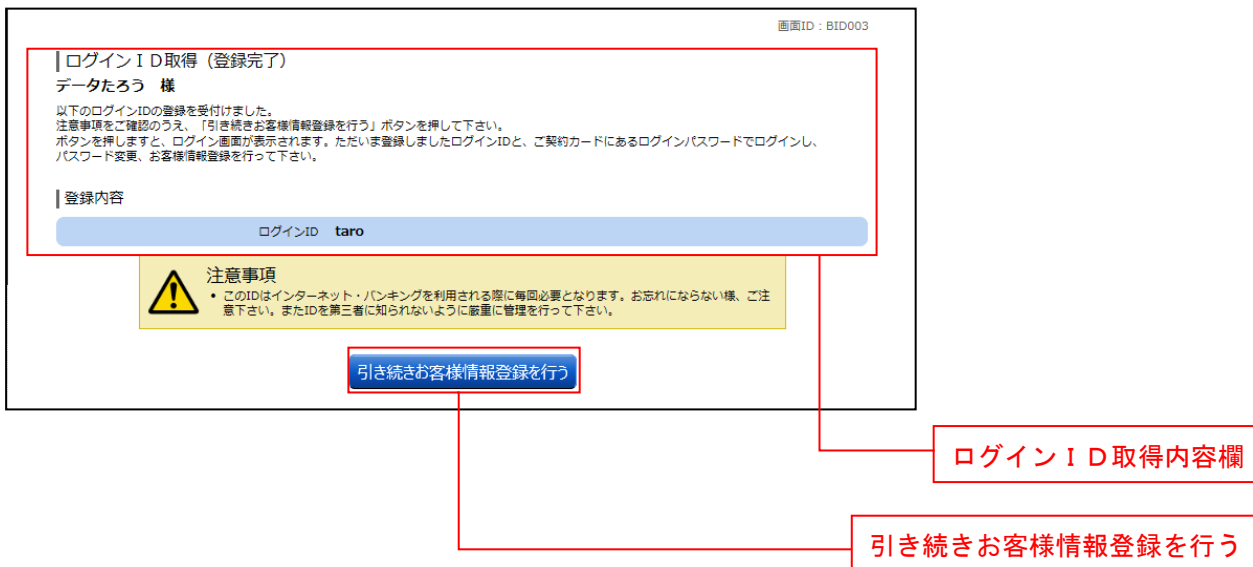 画面ID：BID003
ログインＩＤ取得（登録完了）
データたろう　様
以下のログインIDの登録を受付けました。
注意事項をご確認のうえ、「引き続きお客様情報登録を行う」ボタンを押して下さい。
ボタンを押しますと、ログイン画面が表示されます。ただいま登録しましたログインIDと、ご契約カードにあるログインパスワードでログインし、
パスワード変更、お客様情報登録を行って下さい。
登録内容
ログインID　taro
注意事項
• このIDはインターネット・バンキングを利用される際に毎回必要となります。お忘れにならない様、ご注
意下さい。またIDを第三者に知られないように厳重に管理を行って下さい。
引き続きお客様情報登録を行う
ログインＩＤ取得内容欄
引き続きお客様情報登録を行う